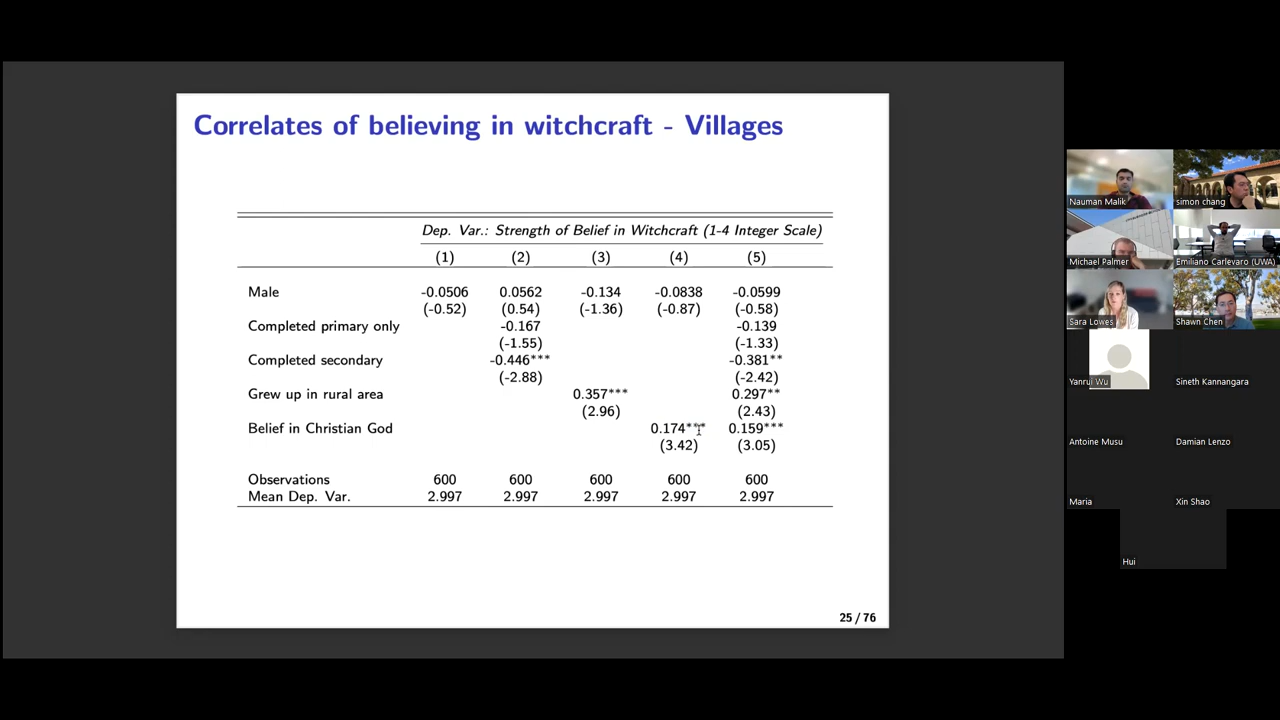 Correlates of believing in witchcraft - Villages
Dep. Var.: Strength of Belief in Witchcraft (1-4 Integer Scale)
(1) (2) (3) (4) (5)
Male -0.0506 0.0562 -0.134 -0.0838 -0.0599
(-0.52) (0.54) (-1.36) (-0.87) (-0.58)
Completed primary only -0.167 -0.139
(-1.55) (-1.33)
Completed secondary -0.446*** -0.381**
(-2.88) (-2.42)
Grew up in rural area 0.357*** 0.297**
(2.96) (2.43)
Belief in Christian God 0.174*** 0.159***
(3.42) (3.05)
Observations 600 600 600 600 600
Mean Dep. Var. 2.997 2.997 2.997 2.997 2.997
25 / 76
Nauman Malik
simon chang
Michael Palmer
Emiliano Carlevaro (UWA)
Sara Lowes
Shawn Chen
Yanrui Wu
Sineth Kannangara
Antoine Musu
Damian Lenzo
Maria
Xin Shao
Hui